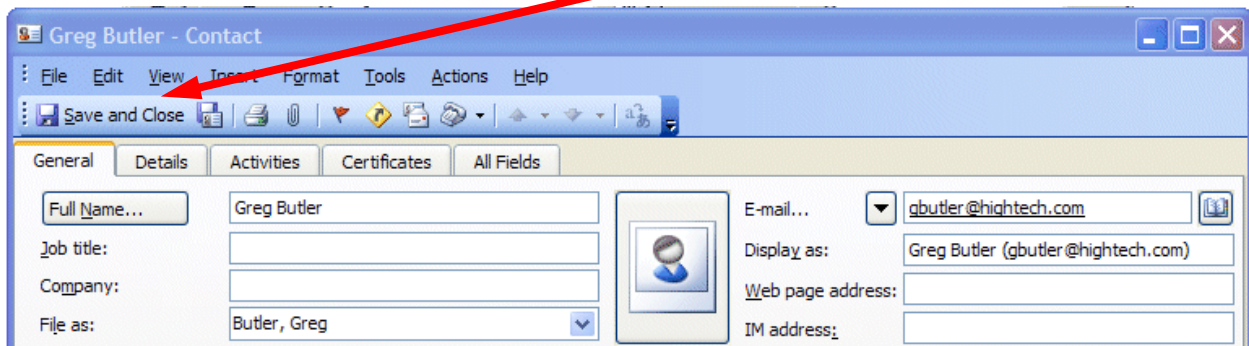 Greg Butler - Contact
File Edit View Insert Format Tools Actions Help
Save and Close
General Details Activities Certificates All Fields
Full Name... Greg Butler E-mail... gbutler@hightech.com
Job title: Display as: Greg Butler (gbutler@hightech.com)
Company: Web page address:
File as: Butler, Greg IM address: